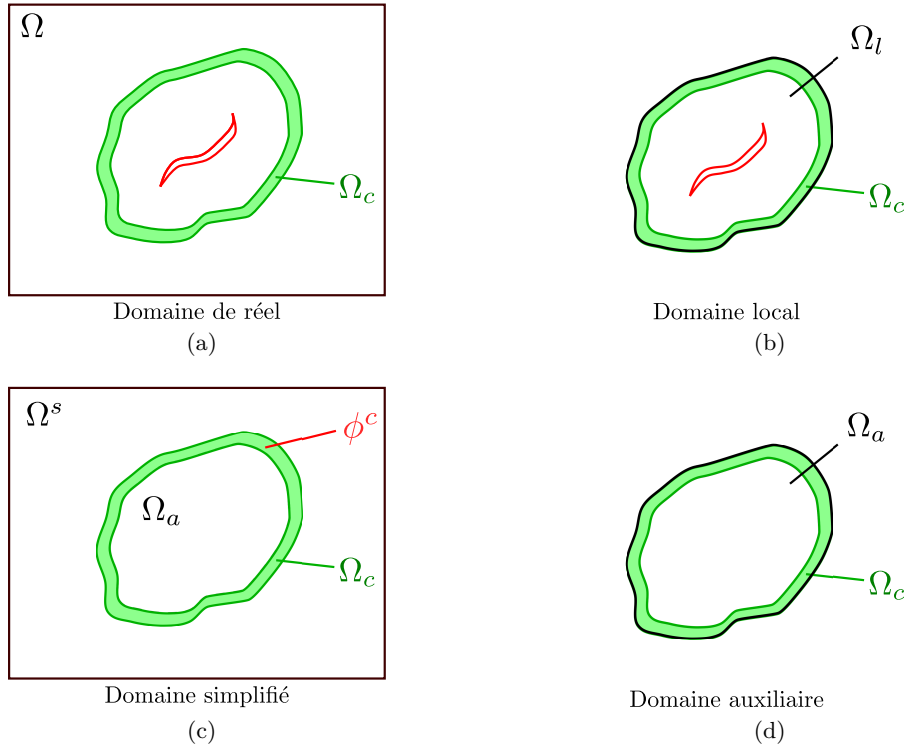 Ω
Ω_c
Domaine de réel
(a)
Ω_l
Ω_c
Domaine local
(b)
Ω^s
ϕ^c
Ω_a
Ω_c
Domaine simplifié
(c)
Ω_a
Ω_c
Domaine auxiliaire
(d)